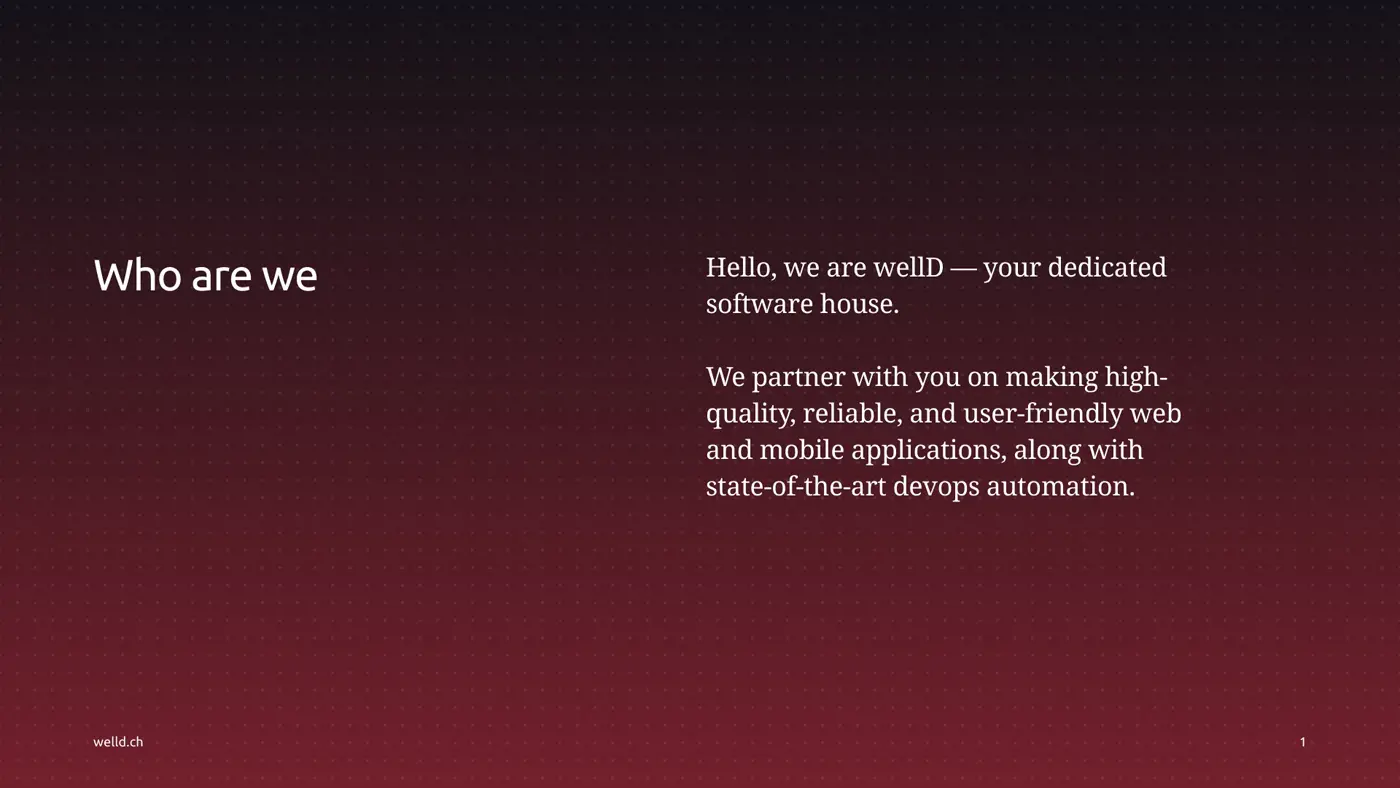 Who are we
Hello, we are wellD — your dedicated
software house.
We partner with you on making high-
quality, reliable, and user-friendly web
and mobile applications, along with
state-of-the-art devops automation.
welld.ch
1